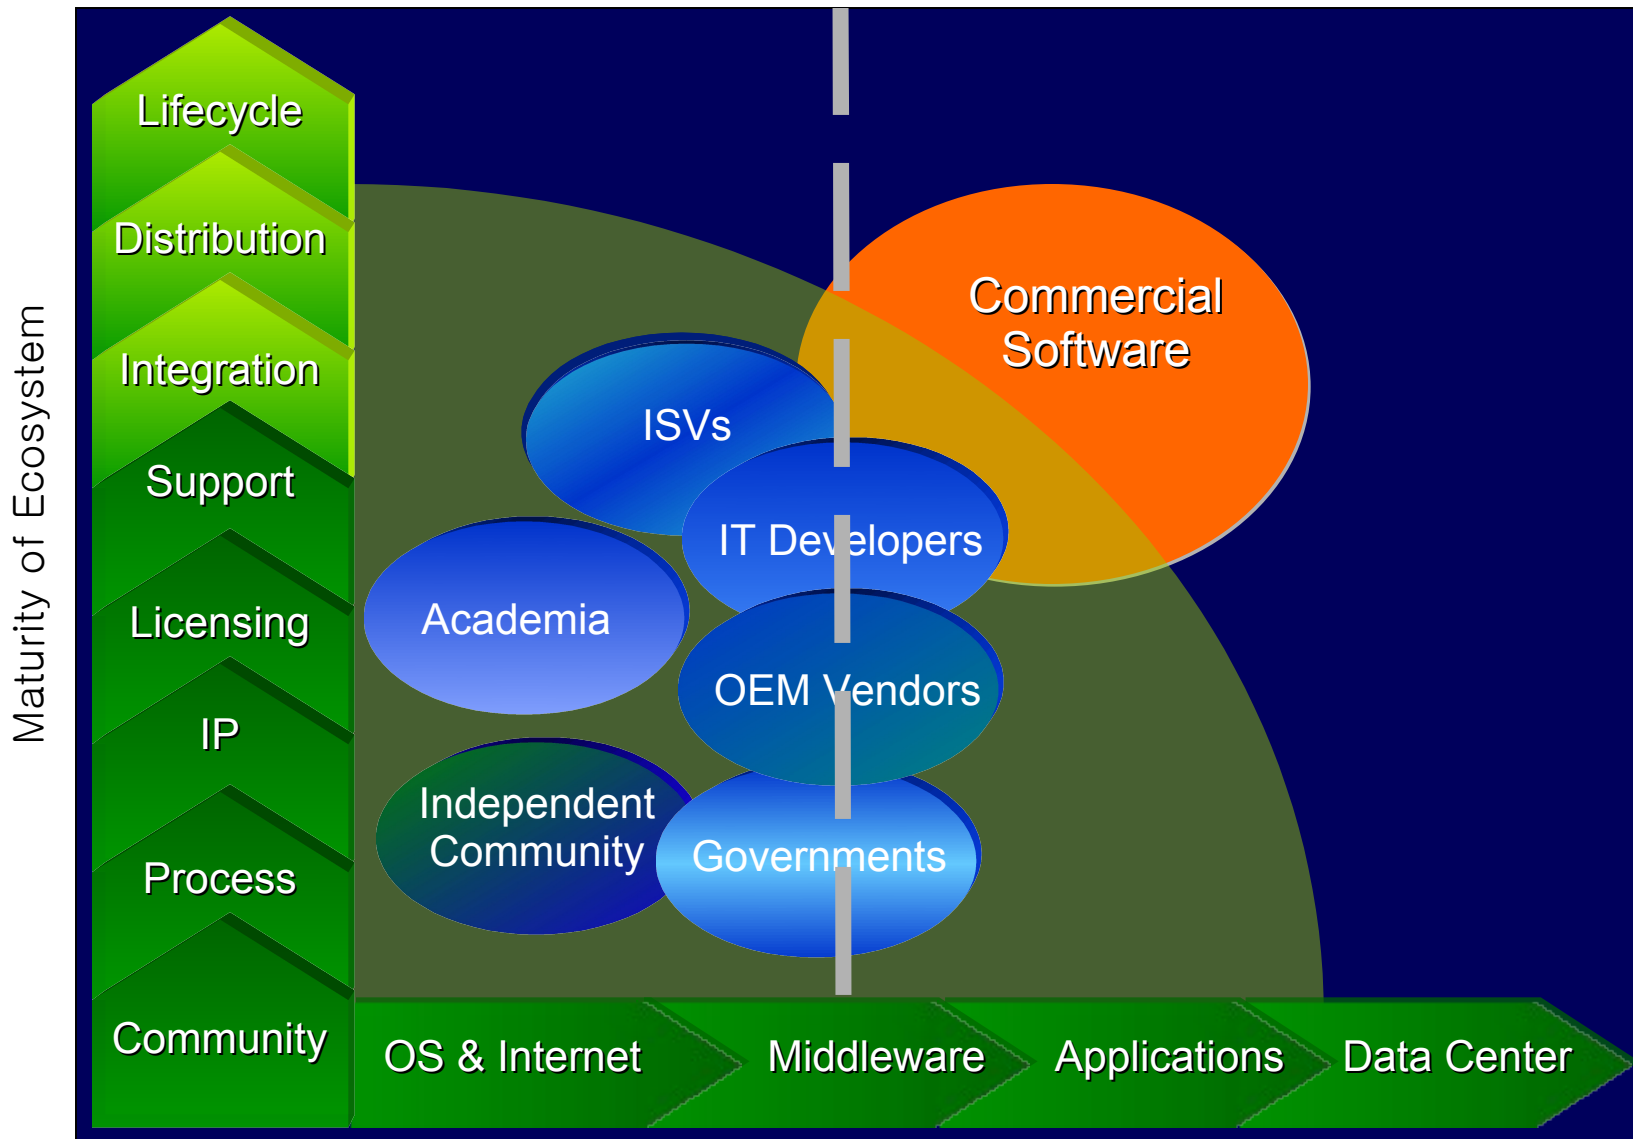 Maturity of Ecosystem
Lifecycle
Distribution
Integration
Support
Licensing
IP
Process
Community
Commercial
Software
ISVs
IT Developers
Academia
OEM Vendors
Independent
Community
Governments
OS & Internet
Middleware
Applications
Data Center